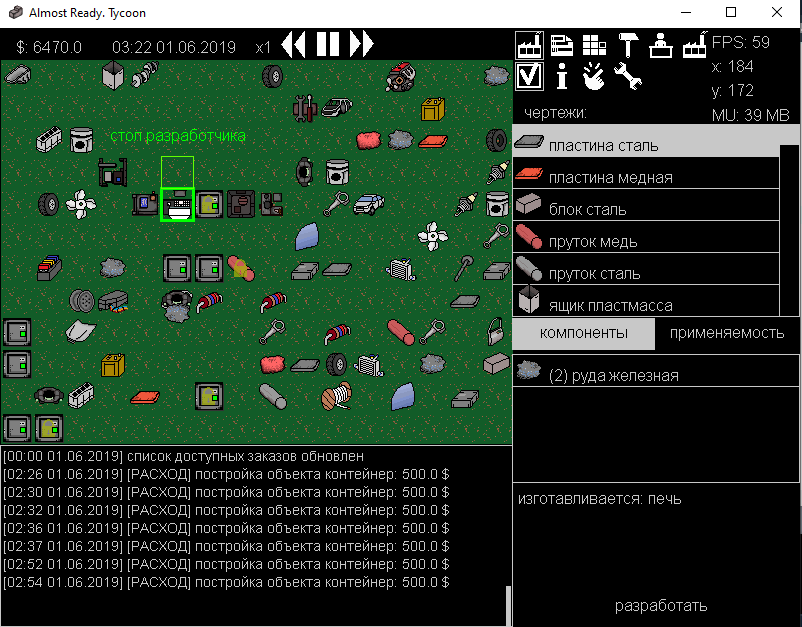 Almost Ready. Tycoon
$: 6470.0 03:22 01.06.2019 x1
FPS: 59
x: 184
y: 172
MU: 39 MB
чертежи:
стол разработчика
пластина сталь
пластина медная
блок сталь
пруток медь
пруток сталь
ящик пластмасса
компоненты применяемость
(2) руда железная
изготавливается: печь
разработать
[00:00 01.06.2019] список доступных заказов обновлен
[02:26 01.06.2019] [РАСХОД] постройка объекта контейнер: 500.0 $
[02:30 01.06.2019] [РАСХОД] постройка объекта контейнер: 500.0 $
[02:32 01.06.2019] [РАСХОД] постройка объекта контейнер: 500.0 $
[02:36 01.06.2019] [РАСХОД] постройка объекта контейнер: 500.0 $
[02:37 01.06.2019] [РАСХОД] постройка объекта контейнер: 500.0 $
[02:52 01.06.2019] [РАСХОД] постройка объекта контейнер: 500.0 $
[02:54 01.06.2019] [РАСХОД] постройка объекта контейнер: 500.0 $